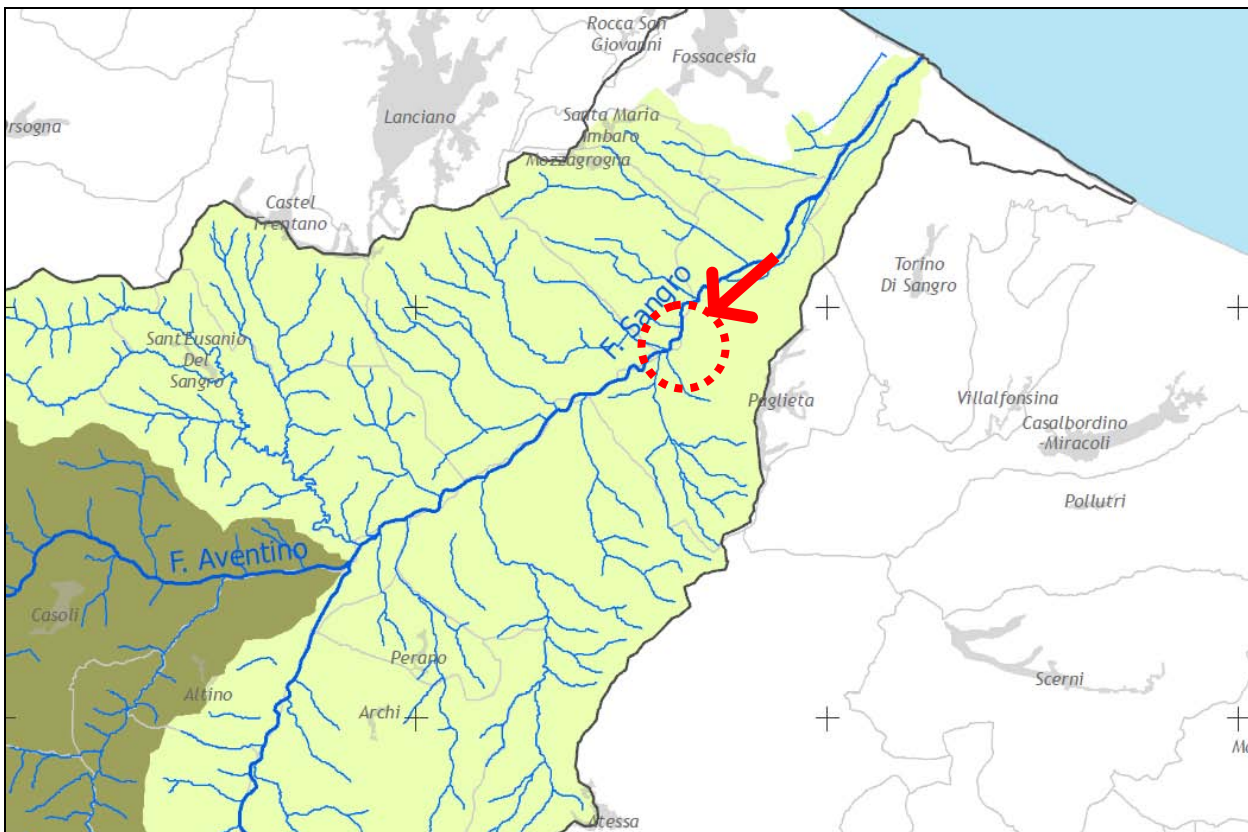 Rocca San
Giovanni
Fossacesia
Lanciano
Santa Maria
Imbaro
Mozzagrogna
rsogna
Castel
Frentano
Torino
Di Sangro
F. Sangro
Sant'Eusanio
Del
Sangro
Paglieta
Villalfonsina
Casalbordino
-Miracoli
Pollutri
F. Aventino
Casoli
Perano
Altino
Archi
Scerni
Atessa